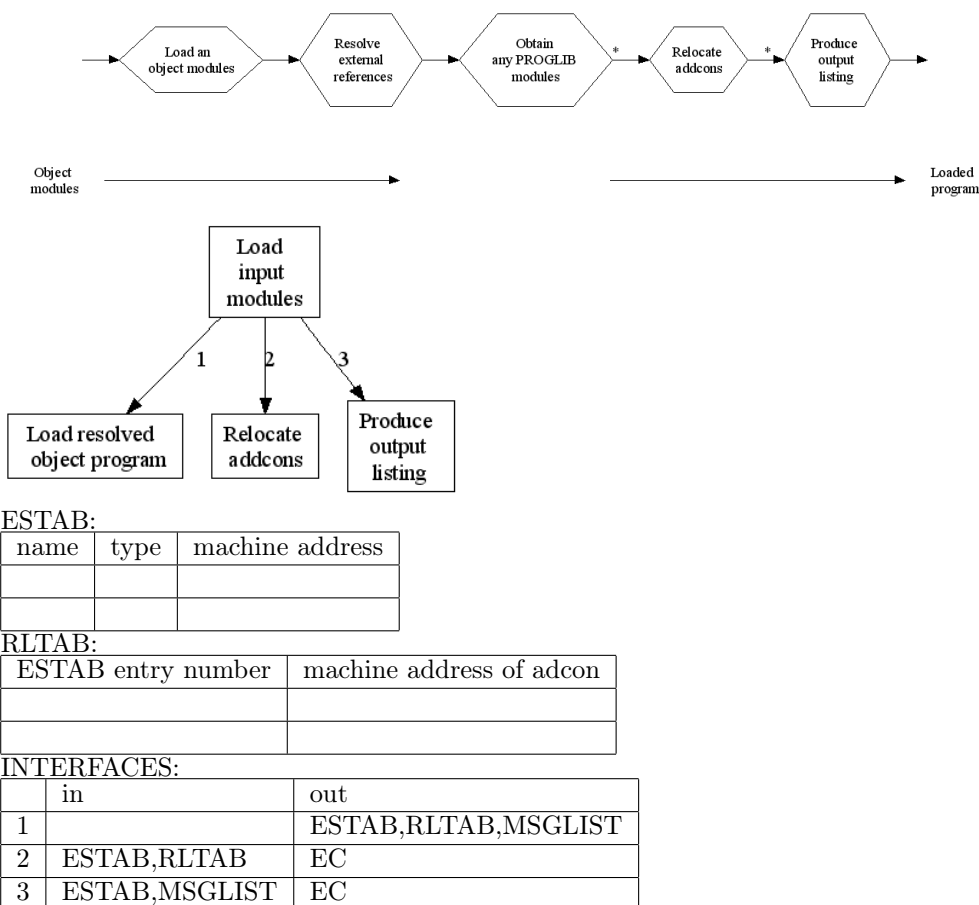 Load an
object modules
Resolve
external
references
Obtain
any PROGLIB
modules
*
Relocate
addcons
*
Produce
output
listing
Object
modules
Loaded
program
Load
input
modules
1
2
3
Load resolved
object program
Relocate
addcons
Produce
output
listing
ESTAB:
name type machine address
RLTAB:
ESTAB entry number machine address of adcon
INTERFACES:
in out
1 ESTAB,RLTAB,MSGLIST
2 ESTAB,RLTAB EC
3 ESTAB,MSGLIST EC